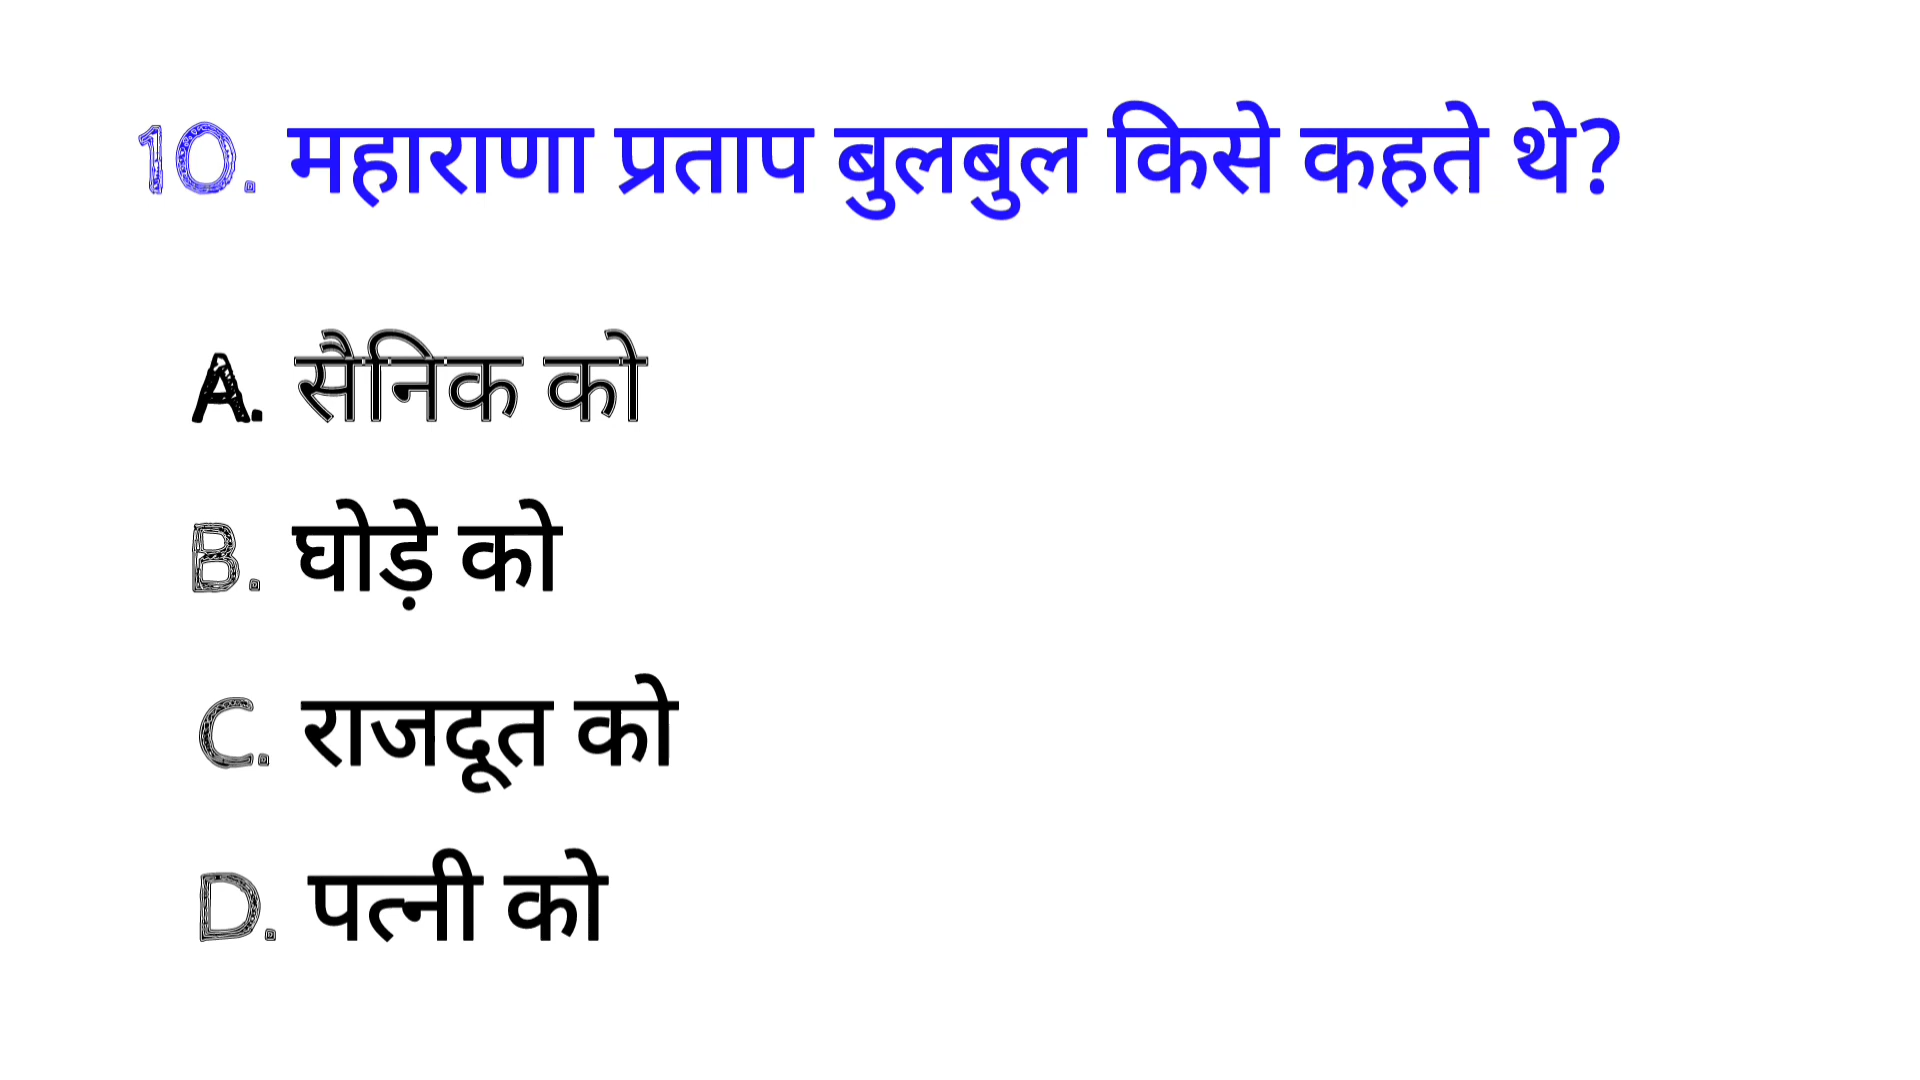 10. महाराणा प्रताप बुलबुल किसे कहते थे?
A. सैनिक को
B. घोड़े को
C. राजदूत को
D. पत्नी को